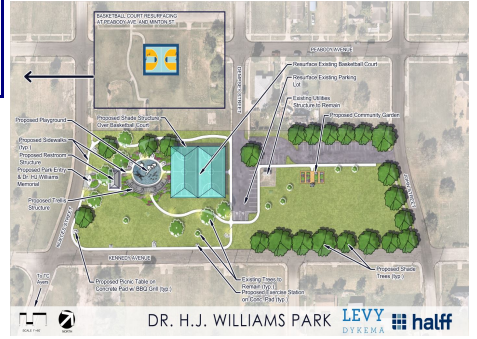 BASKETBALL COURT RESURFACING
AT PEABODY AVE. AND MINTON ST
PEABODY AVENUE
Resurface Existing Basketball Court
Resurface Existing Parking
Lot
Existing Utilities
Structure to Remain
Proposed Community Garden
Proposed Shade Structure
Over Basketball Court
Proposed Playground
Proposed Sidewalks
(typ.)
Proposed Restroom
Structure
Proposed Park Entry
& Dr. HJ Williams
Memorial
Proposed Trellis
Structure
STREET
STREET
KENNEDY AVENUE
Proposed Picnic Table on
Concrete Pad w/ BBQ Grill (typ.)
Existing Trees to
Remain (typ.)
Proposed Exercise Station
on Conc. Pad (typ.)
Proposed Shade
Trees (typ.)
NORTH
DR. H.J. WILLIAMS PARK
LEVY
DYKEMA
halff